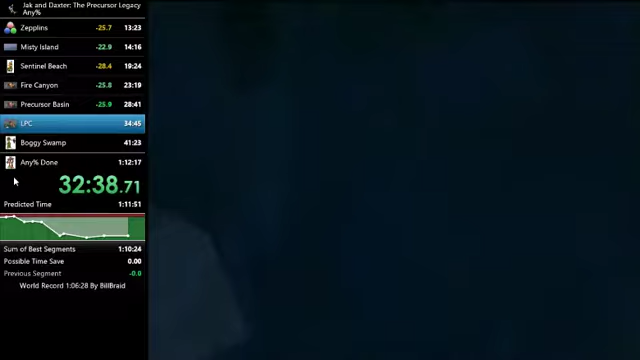 Jak and Daxter: The Precursor Legacy
Any%
Zepplins -25.7 13:23
Misty Island -22.9 14:16
Sentinel Beach -28.4 19:24
Fire Canyon -25.8 23:19
Precursor Basin -25.9 28:41
LPC 34:45
Boggy Swamp 41:23
Any% Done 1:12:17
32:38.71
Predicted Time 1:11:51
Sum of Best Segments 1:10:24
Possible Time Save 0.00
Previous Segment -0.0
World Record 1:06:28 By BillBraid